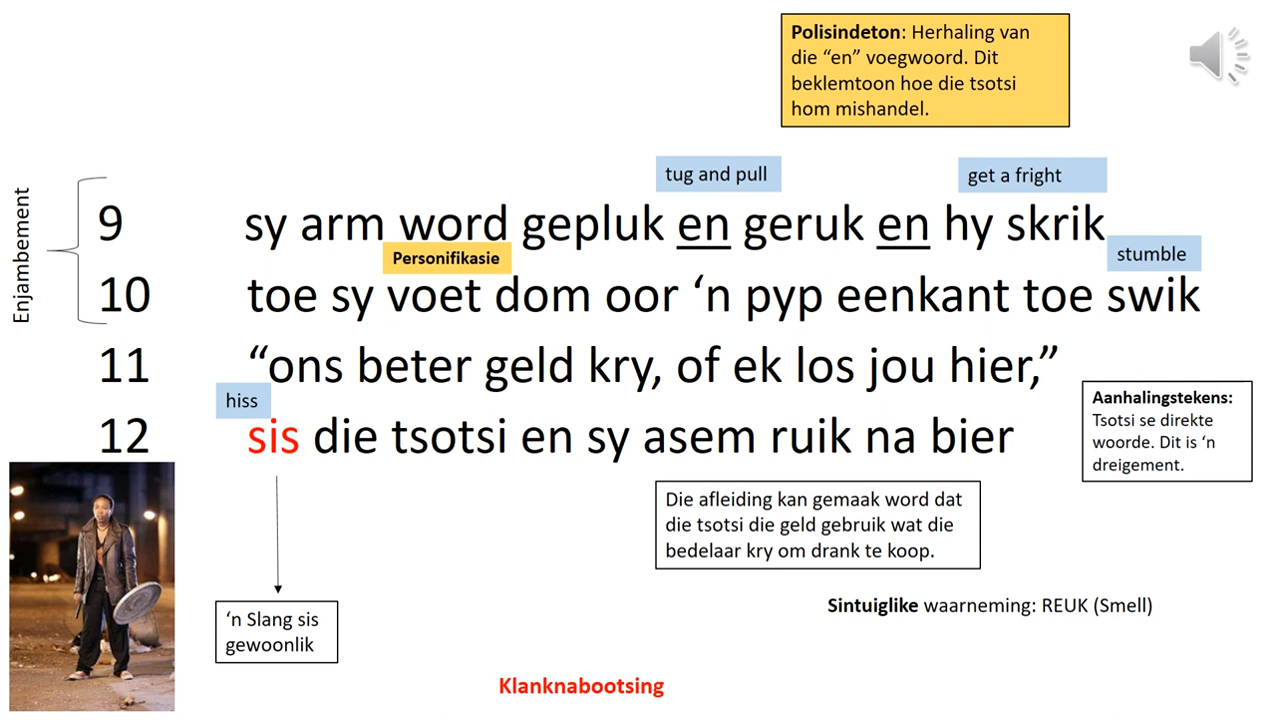 Polisindeton: Herhaling van
die “en” voegwoord. Dit
beklemtoon hoe die tsotsi
hom mishandel.
tug and pull
get a fright
Enjambement
9 sy arm word gepluk en geruk en hy skrik
Personifikasie
stumble
10 toe sy voet dom oor ‘n pyp eenkant toe swik
11 “ons beter geld kry, of ek los jou hier,”
hiss
12 sis die tsotsi en sy asem ruik na bier
Aanhalingstekens:
Tsotsi se direkte
woorde. Dit is ‘n
dreigement.
Die afleiding kan gemaak word dat
die tsotsi die geld gebruik wat die
bedelaar kry om drank te koop.
Sintuiglike waarneming: REUK (Smell)
‘n Slang sis
gewoonlik
Klanknabootsing